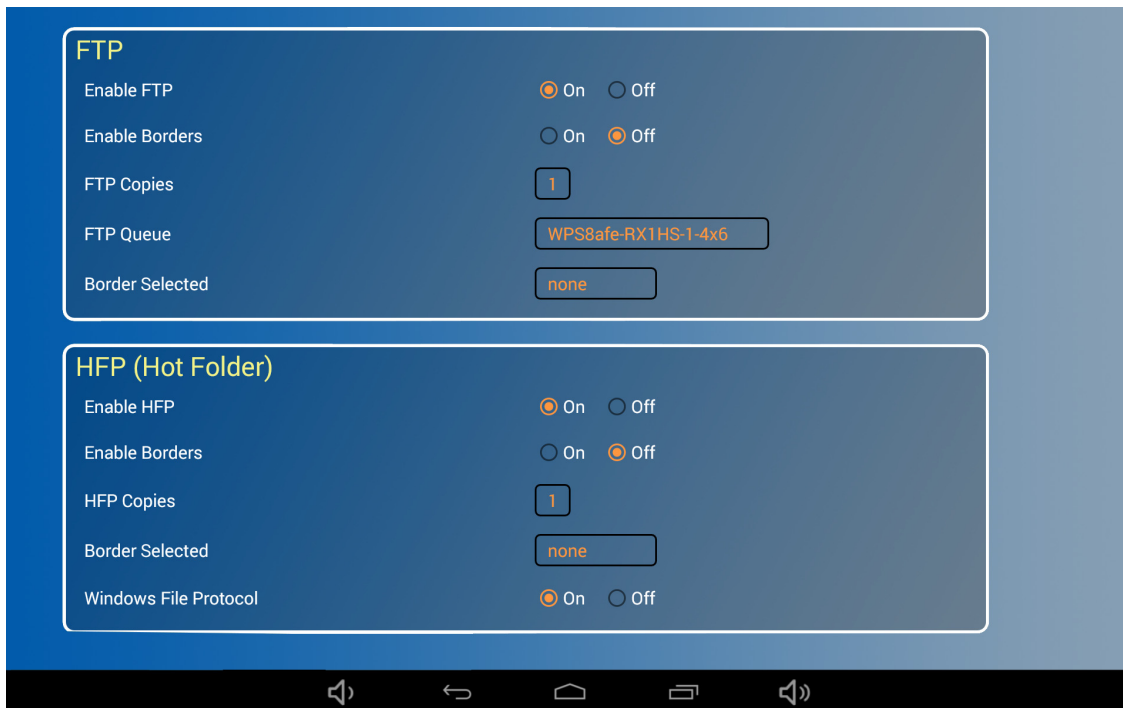 FTP
Enable FTP On Off
Enable Borders On Off
FTP Copies 1
FTP Queue WPS8afe-RX1HS-1-4x6
Border Selected none
HFP (Hot Folder)
Enable HFP On Off
Enable Borders On Off
HFP Copies 1
Border Selected none
Windows File Protocol On Off